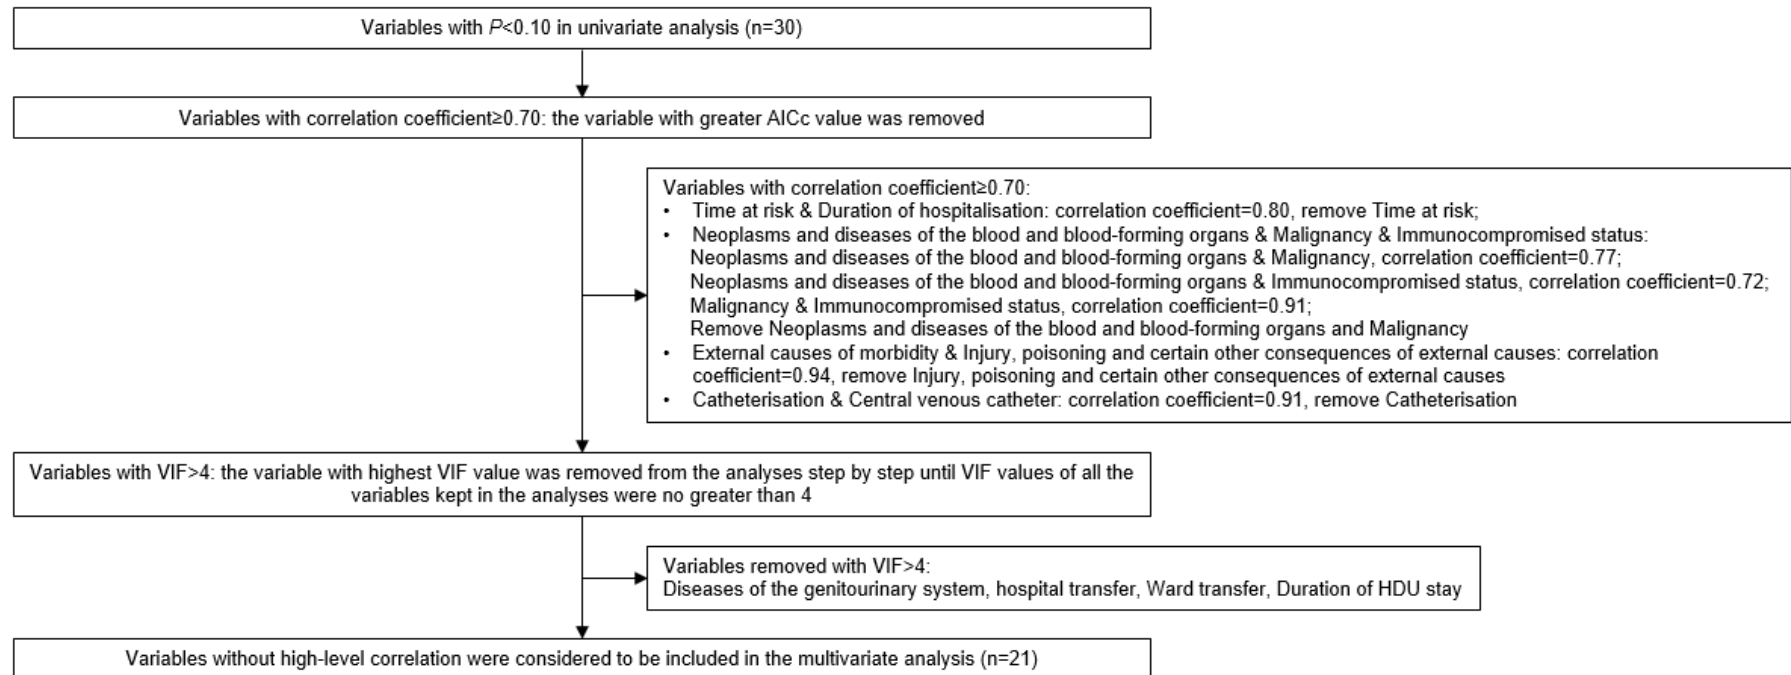 Variables with P<0.10 in univariate analysis (n=30)
Variables with correlation coefficient≥0.70: the variable with greater AICc value was removed
Variables with correlation coefficient≥0.70:
• Time at risk & Duration of hospitalisation: correlation coefficient=0.80, remove Time at risk;
• Neoplasms and diseases of the blood and blood-forming organs & Malignancy & Immunocompromised status:
Neoplasms and diseases of the blood and blood-forming organs & Malignancy, correlation coefficient=0.77;
Neoplasms and diseases of the blood and blood-forming organs & Immunocompromised status, correlation coefficient=0.72;
Malignancy & Immunocompromised status, correlation coefficient=0.91;
Remove Neoplasms and diseases of the blood and blood-forming organs and Malignancy
• External causes of morbidity & Injury, poisoning and certain other consequences of external causes: correlation
coefficient=0.94, remove Injury, poisoning and certain other consequences of external causes
• Catheterisation & Central venous catheter: correlation coefficient=0.91, remove Catheterisation
Variables with VIF>4: the variable with highest VIF value was removed from the analyses step by step until VIF values of all the
variables kept in the analyses were no greater than 4
Variables removed with VIF>4:
Diseases of the genitourinary system, hospital transfer, Ward transfer, Duration of HDU stay
Variables without high-level correlation were considered to be included in the multivariate analysis (n=21)